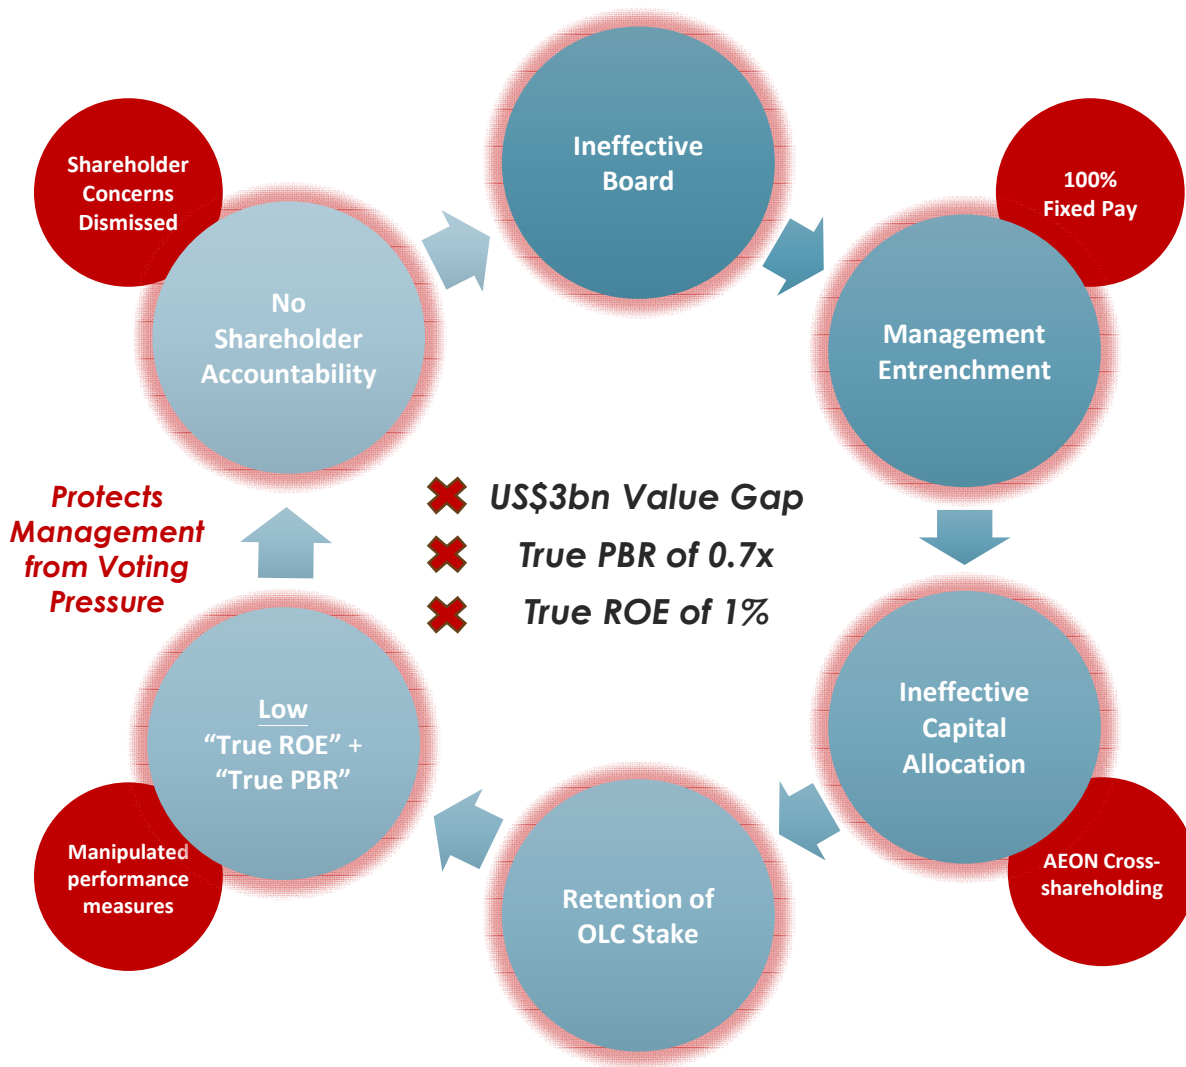 Ineffective
Board
100%
Fixed Pay
Management
Entrenchment
Ineffective
Capital
Allocation
AEON Cross-
shareholding
Retention of
OLC Stake
Low
“True ROE” +
“True PBR”
Manipulated
performance
measures
Protects
Management
from Voting
Pressure
No
Shareholder
Accountability
Shareholder
Concerns
Dismissed
US$3bn Value Gap
True PBR of 0.7x
True ROE of 1%